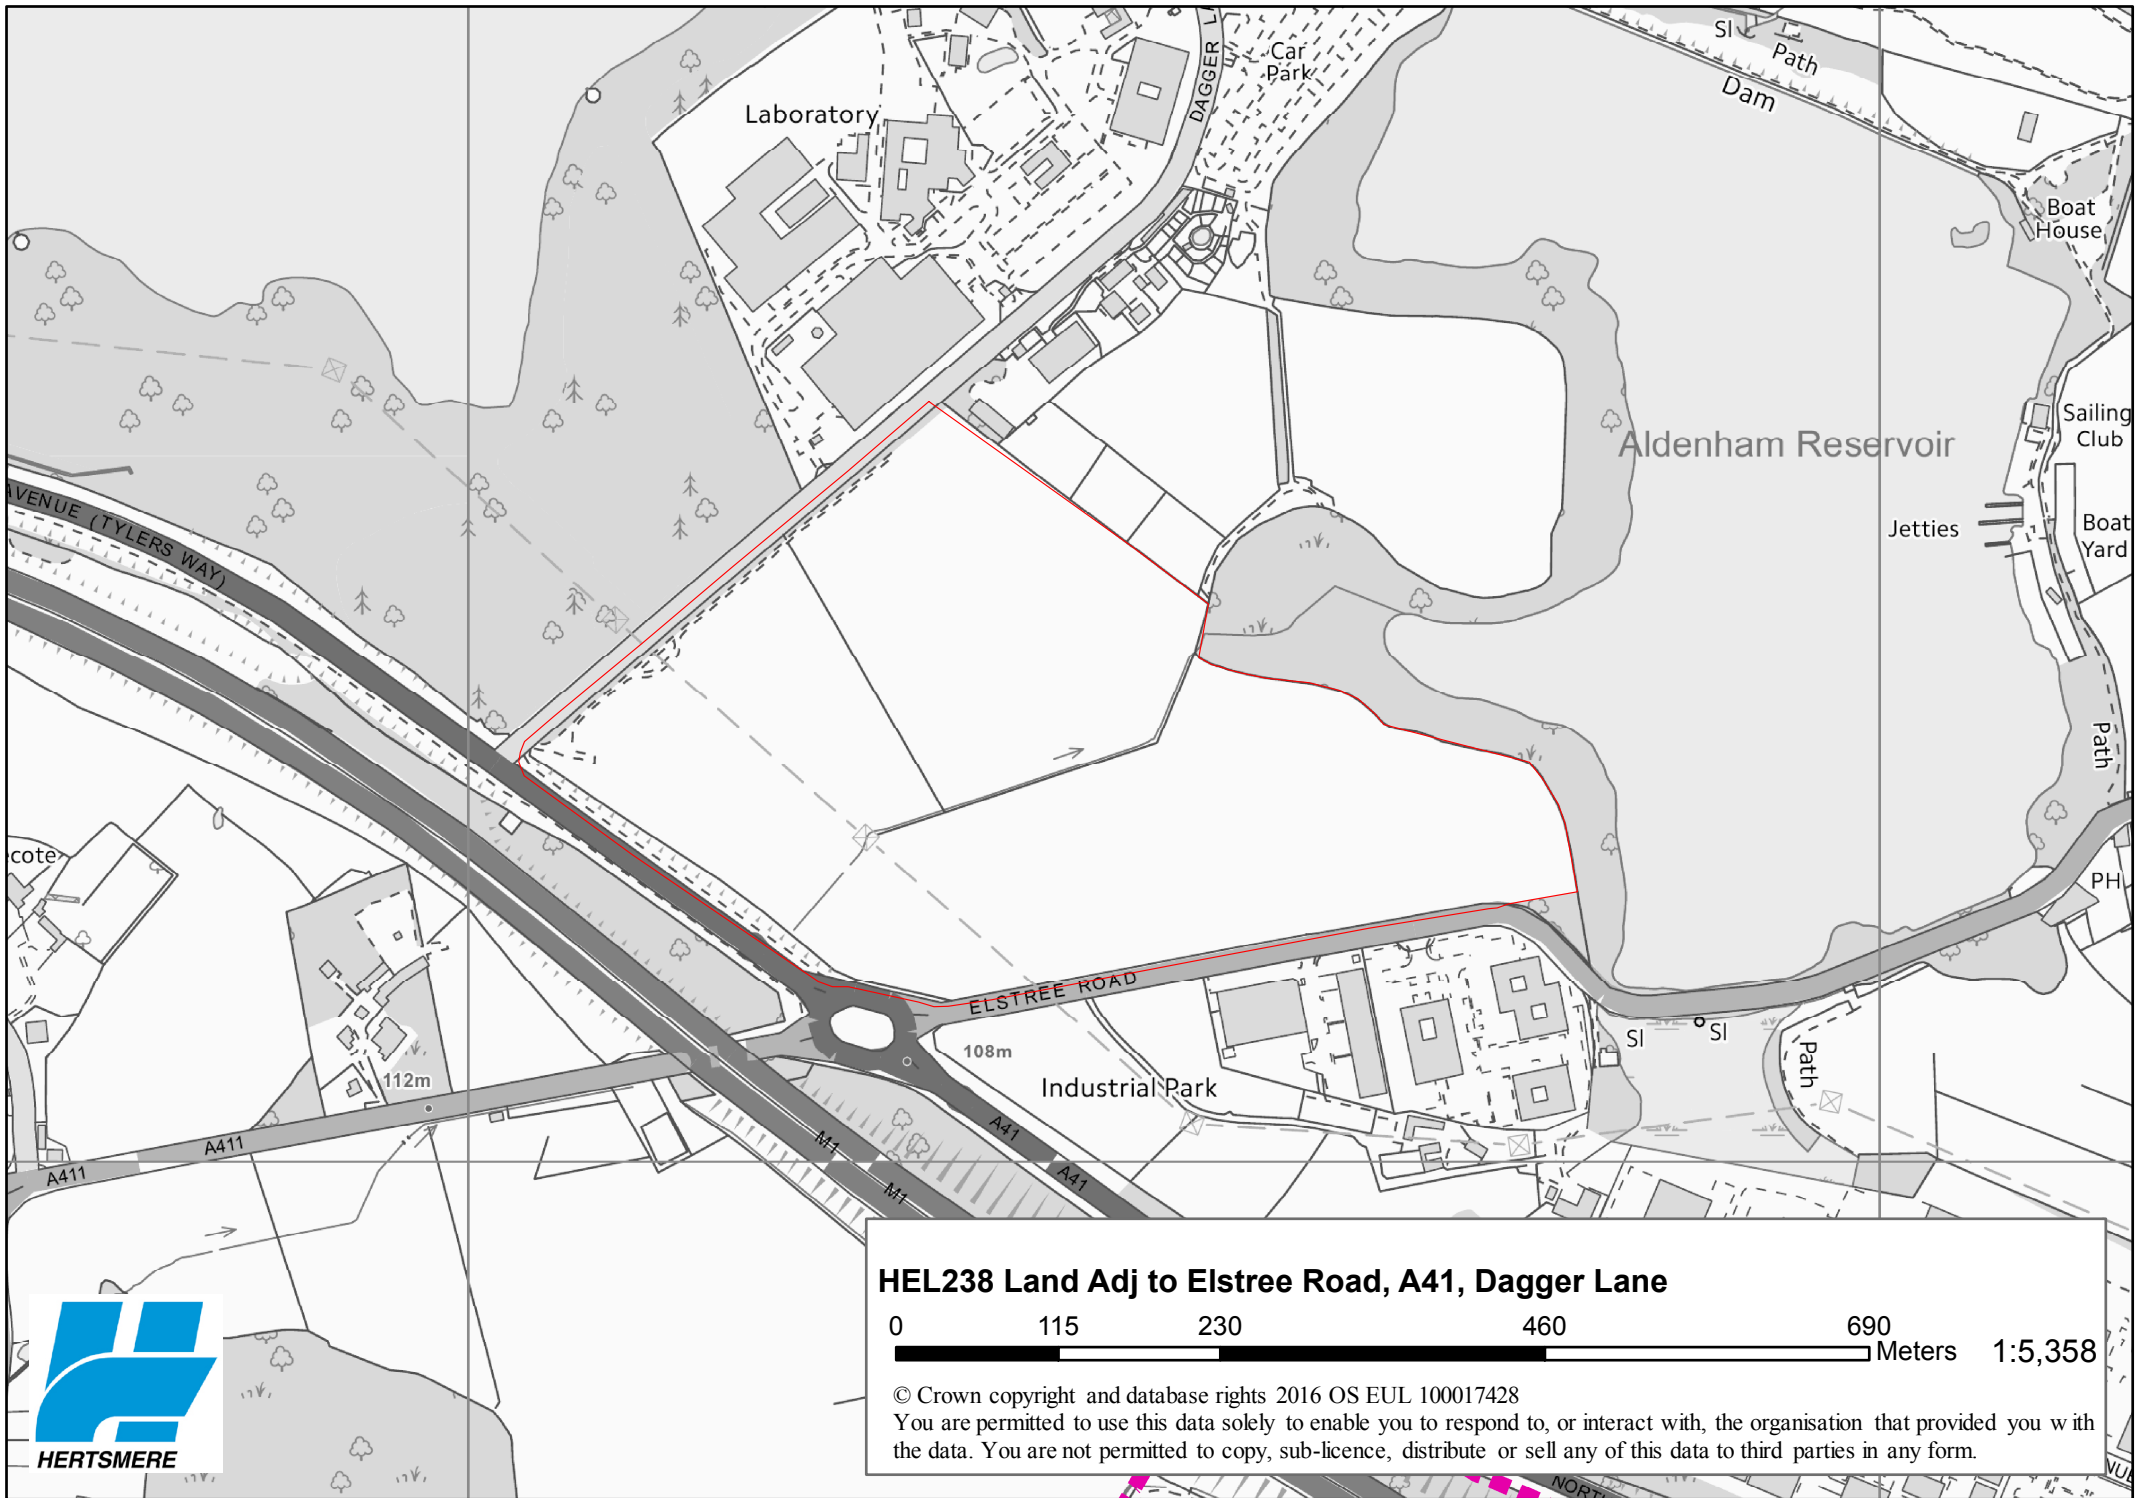 SI
Path
Dam
Car
Park
DAGGER
Laboratory
Boat
House
Sailing
Club
Aldenham Reservoir
Jetties
Boat
Yard
AVENUE (TYLERS WAY)
Path
cote
PH
ELSTREE ROAD
108m
SI
SI
Path
112m
Industrial Park
A411
A411
A41
A41
M1
M1
HEL238 Land Adj to Elstree Road, A41, Dagger Lane
0 115 230 460 690
Meters 1:5,358
© Crown copyright and database rights 2016 OS EUL 100017428
You are permitted to use this data solely to enable you to respond to, or interact with, the organisation that provided you with
the data. You are not permitted to copy, sub-licence, distribute or sell any of this data to third parties in any form.
HERTSMERE